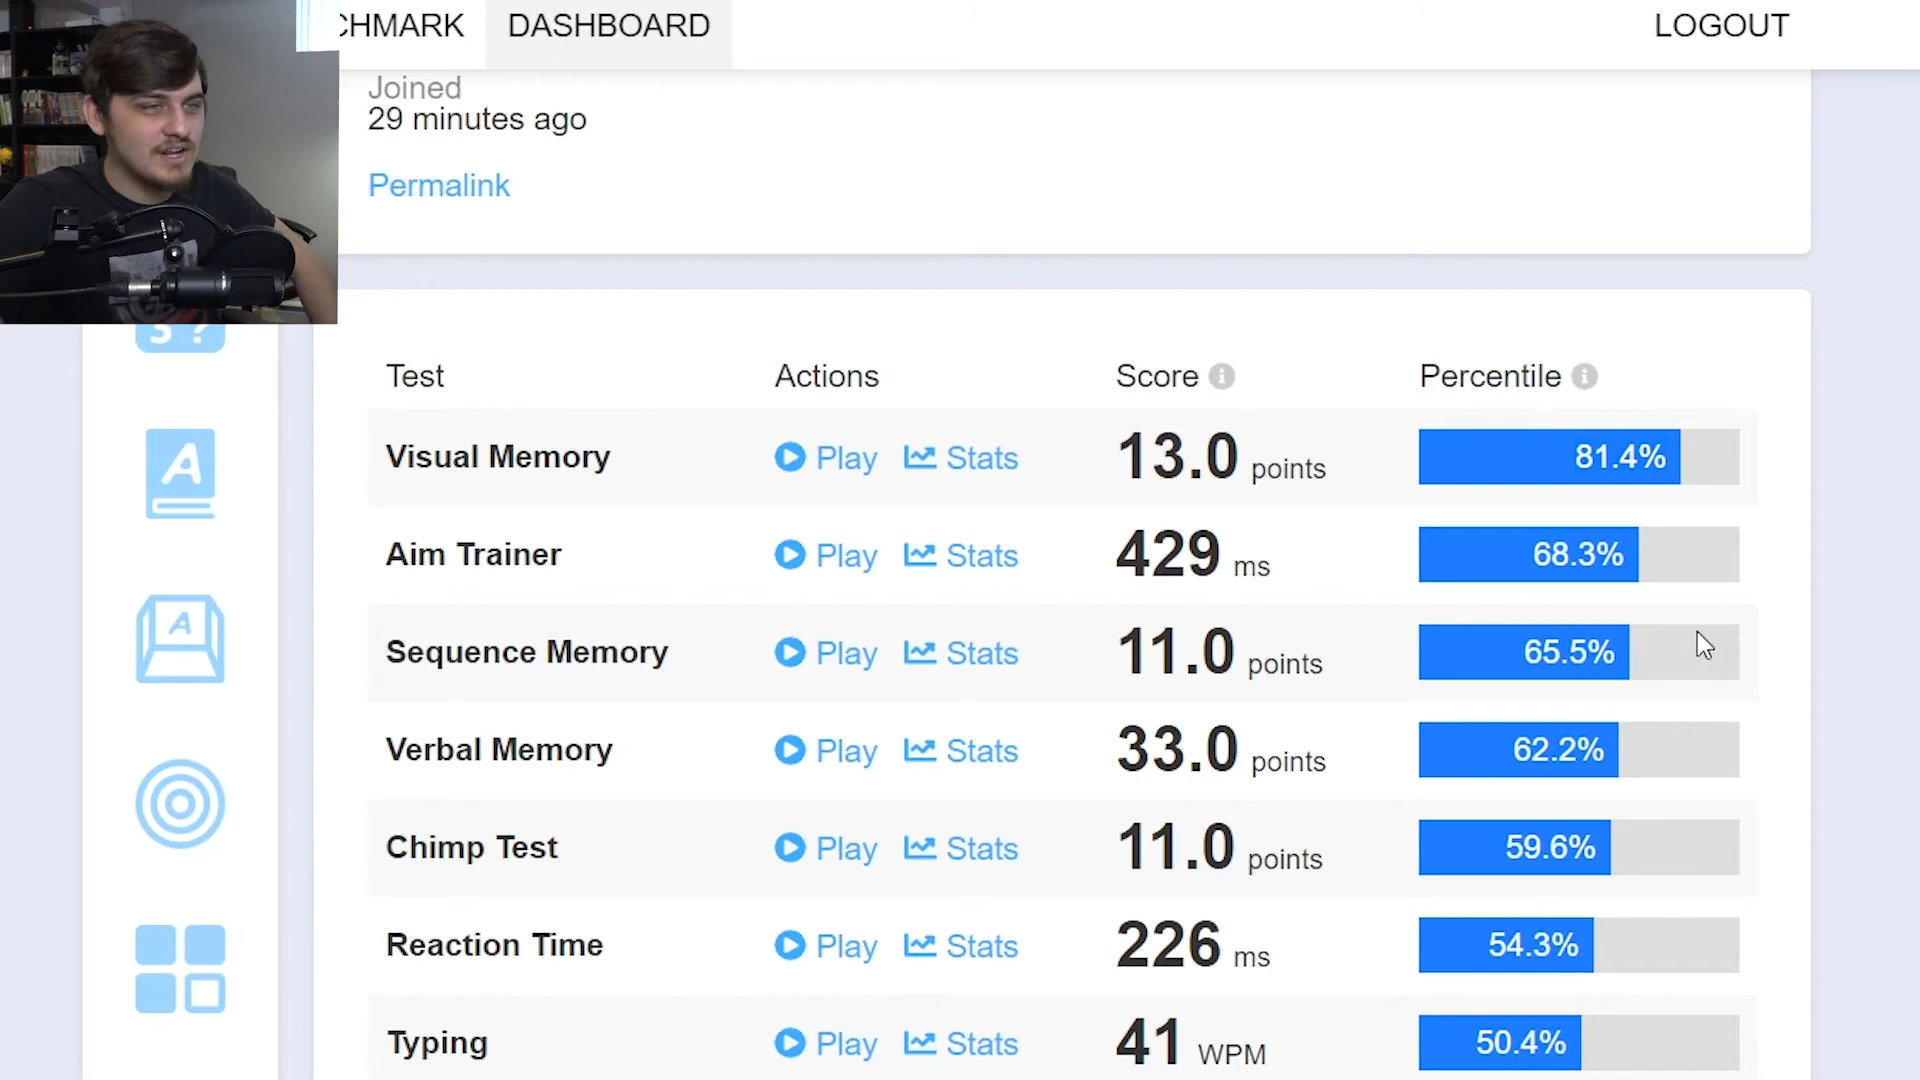 CHMARK DASHBOARD LOGOUT
Joined
29 minutes ago
Permalink
Test Actions Score Percentile
Visual Memory Play Stats 13.0 points 81.4%
Aim Trainer Play Stats 429 ms 68.3%
Sequence Memory Play Stats 11.0 points 65.5%
Verbal Memory Play Stats 33.0 points 62.2%
Chimp Test Play Stats 11.0 points 59.6%
Reaction Time Play Stats 226 ms 54.3%
Typing Play Stats 41 WPM 50.4%